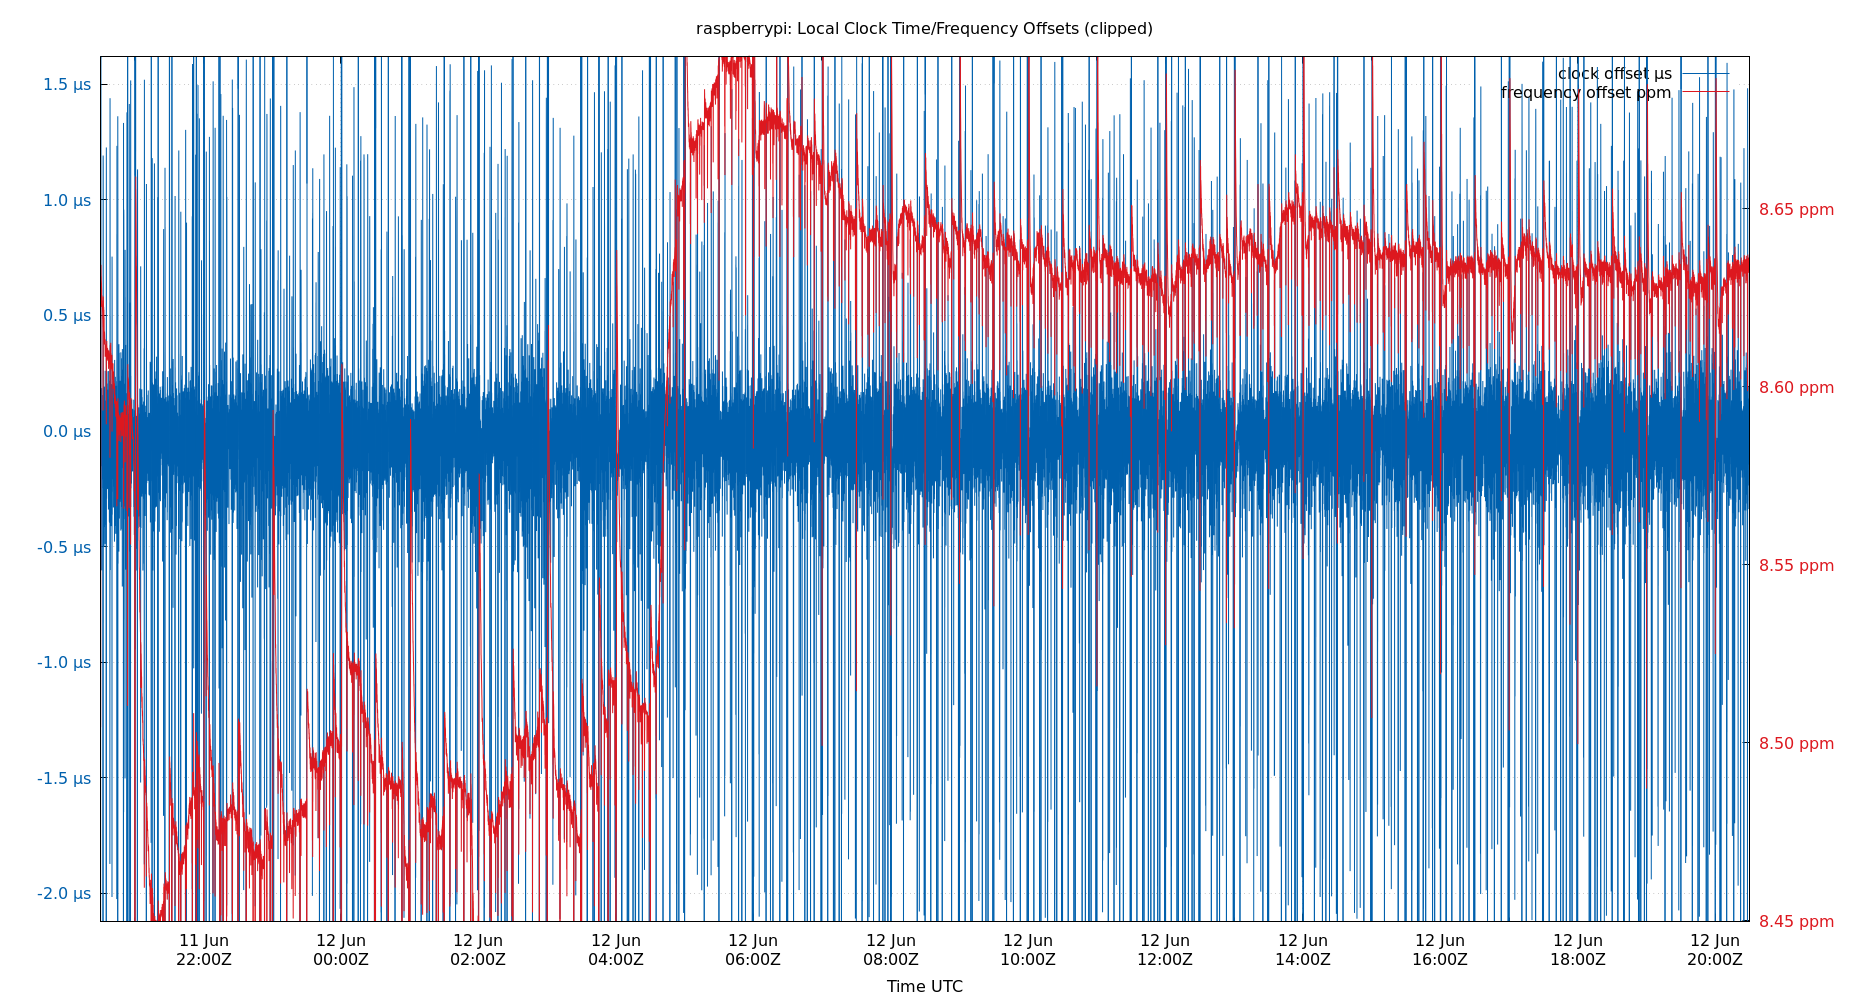 raspberrypi: Local Clock Time/Frequency Offsets (clipped)
clock offset µs
frequency offset ppm
1.5 µs
1.0 µs
0.5 µs
0.0 µs
-0.5 µs
-1.0 µs
-1.5 µs
-2.0 µs
8.65 ppm
8.60 ppm
8.55 ppm
8.50 ppm
8.45 ppm
11 Jun 12 Jun 12 Jun 12 Jun 12 Jun 12 Jun 12 Jun 12 Jun 12 Jun 12 Jun 12 Jun 12 Jun
22:00Z 00:00Z 02:00Z 04:00Z 06:00Z 08:00Z 10:00Z 12:00Z 14:00Z 16:00Z 18:00Z 20:00Z
Time UTC